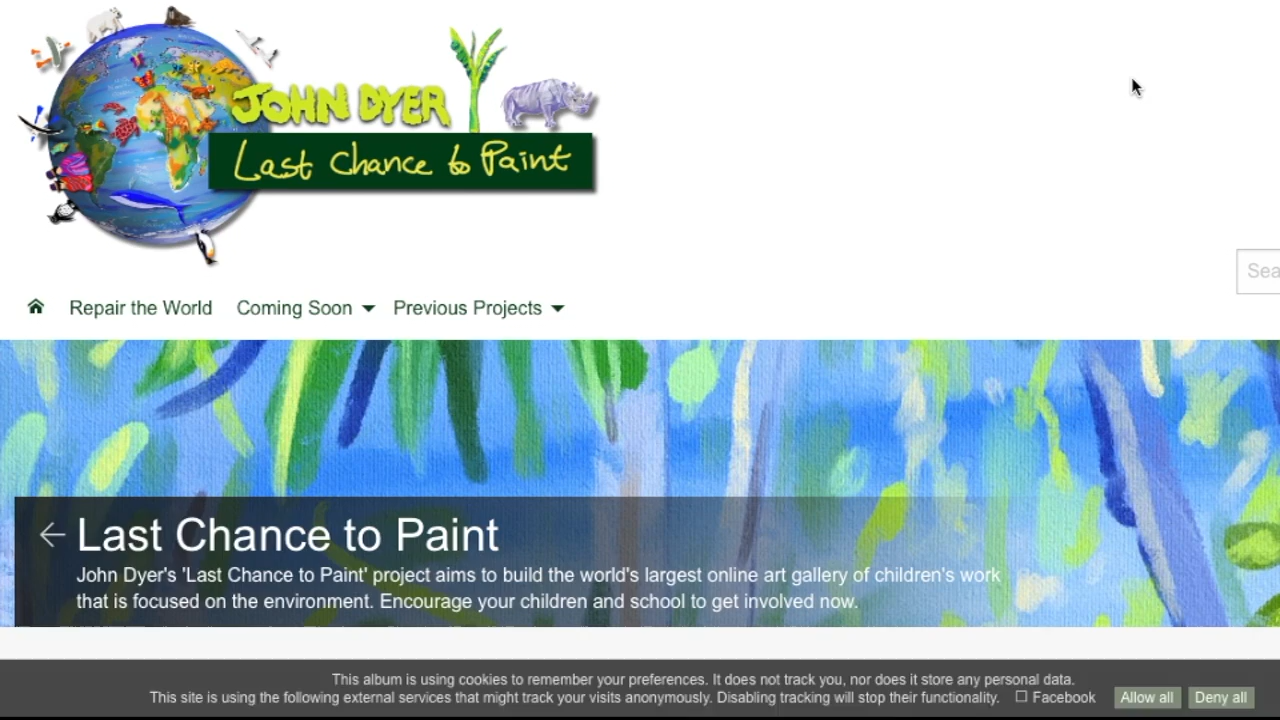 JOHN DYER
Last Chance to Paint
Repair the World
Coming Soon
Previous Projects
Last Chance to Paint
John Dyer's 'Last Chance to Paint' project aims to build the world's largest online art gallery of children's work
that is focused on the environment. Encourage your children and school to get involved now.
This album is using cookies to remember your preferences. It does not track you, nor does it store any personal data.
This site is using the following external services that might track your visits anonymously. Disabling tracking will stop their functionality. Facebook Allow all Deny all